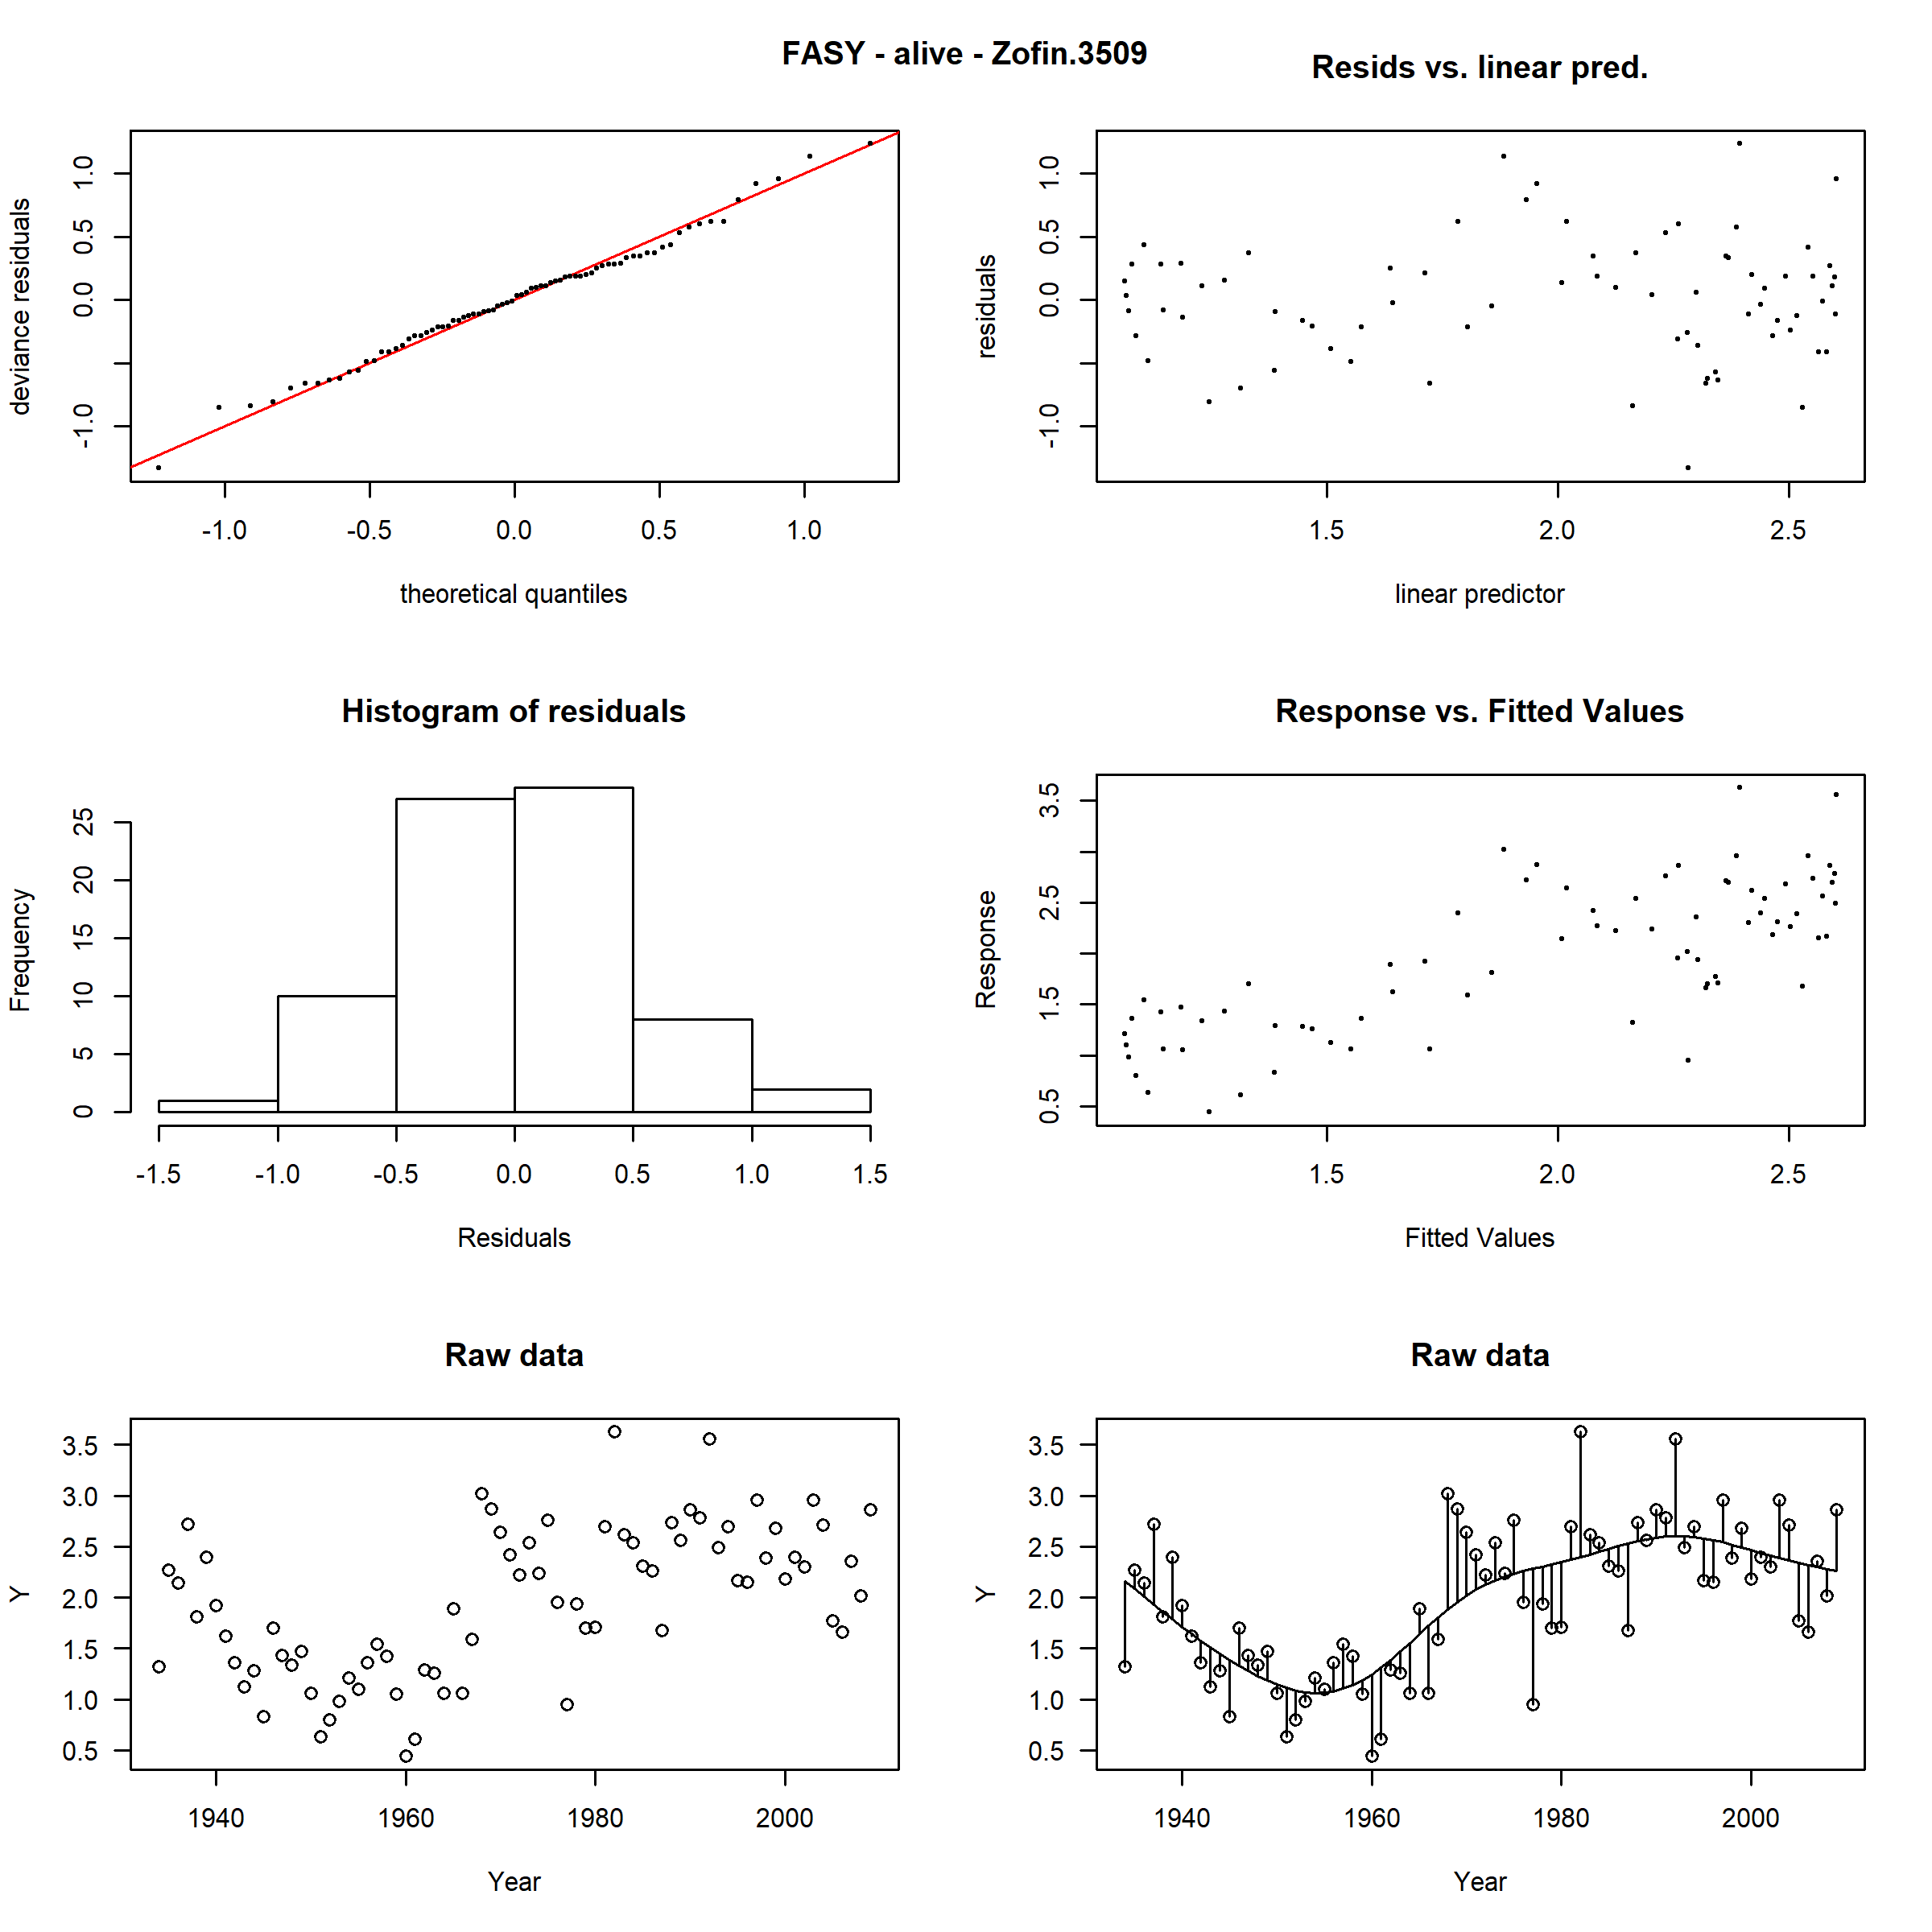 FASY - alive - Zofin.3509
Resids vs. linear pred.
deviance residuals
1.0
0.5
0.0
-1.0
-1.0 -0.5 0.0 0.5 1.0
theoretical quantiles
residuals
1.0
0.5
0.0
-1.0
1.5 2.0 2.5
linear predictor
Histogram of residuals
Frequency
25
20
15
10
5
0
-1.5 -1.0 -0.5 0.0 0.5 1.0 1.5
Residuals
Response vs. Fitted Values
Response
3.5
2.5
1.5
0.5
1.5 2.0 2.5
Fitted Values
Raw data
Y
3.5
3.0
2.5
2.0
1.5
1.0
0.5
1940 1960 1980 2000
Year
Raw data
Y
3.5
3.0
2.5
2.0
1.5
1.0
0.5
1940 1960 1980 2000
Year